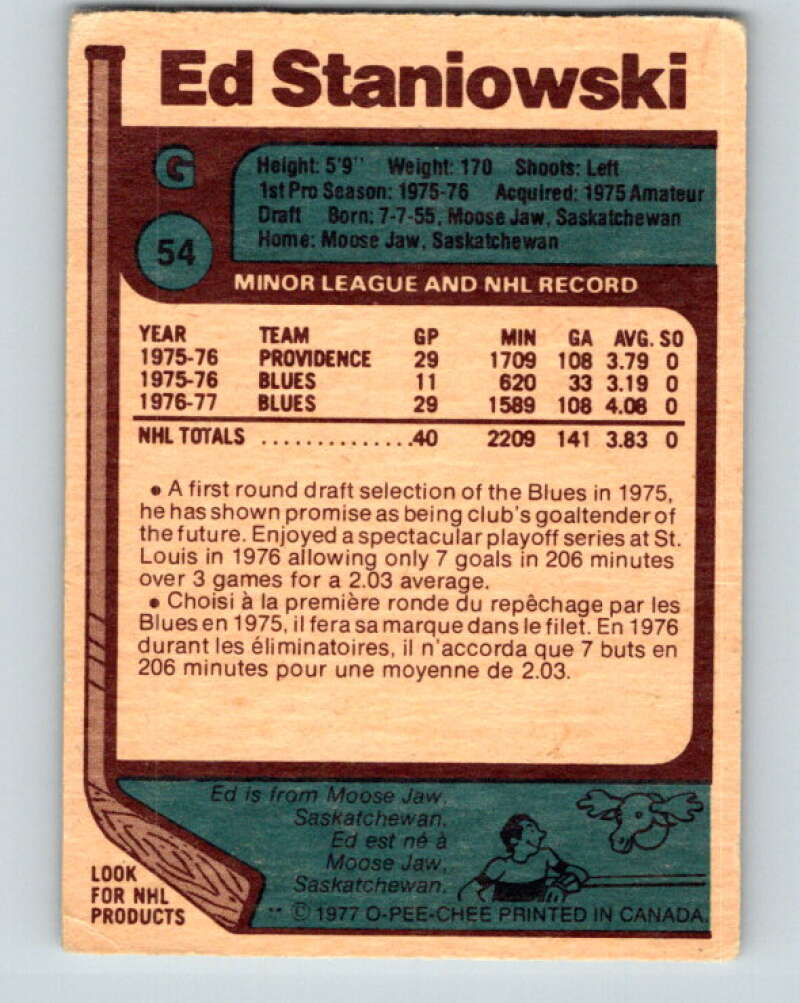 Ed Staniowski
G
54
Height: 5'9" Weight: 170 Shoots: Left
1st Pro Season: 1975-76 Acquired: 1975 Amateur
Draft Born: 7-7-55, Moose Jaw, Saskatchewan
Home: Moose Jaw, Saskatchewan
MINOR LEAGUE AND NHL RECORD
YEAR TEAM GP MIN GA AVG. SO
1975-76 PROVIDENCE 29 1709 108 3.79 0
1975-76 BLUES 11 620 33 3.19 0
1976-77 BLUES 29 1589 108 4.08 0
NHL TOTALS ...............40 2209 141 3.83 0
• A first round draft selection of the Blues in 1975,
he has shown promise as being club's goaltender of
the future. Enjoyed a spectacular playoff series at St.
Louis in 1976 allowing only 7 goals in 206 minutes
over 3 games for a 2.03 average.
• Choisi à la première ronde du repêchage par les
Blues en 1975, il fera sa marque dans le filet. En 1976
durant les éliminatoires, il n'accorda que 7 buts en
206 minutes pour une moyenne de 2.03.
Ed is from Moose Jaw,
Saskatchewan.
Ed est né à
Moose Jaw,
Saskatchewan.
LOOK
FOR NHL
PRODUCTS
** © 1977 O-PEE-CHEE PRINTED IN CANADA.